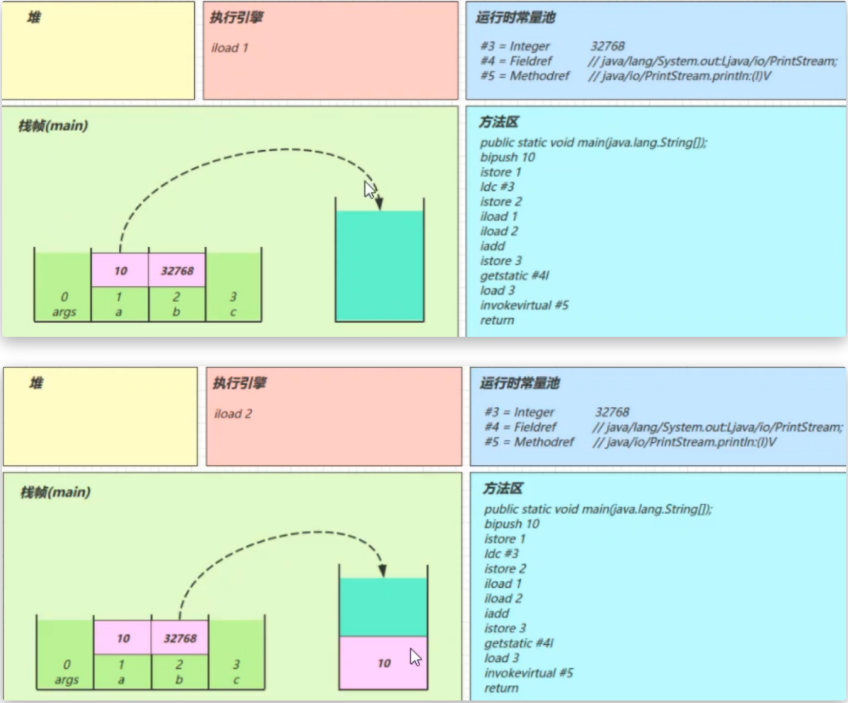 堆
执行引擎
iload 1
运行时常量池
#3 = Integer 32768
#4 = Fieldref // java/lang/System.out:Ljava/io/PrintStream;
#5 = Methodref // java/io/PrintStream.println:(I)V
栈帧(main)
10 32768
0 1 2 3
args a b c
方法区
public static void main(java.lang.String[]);
bipush 10
istore 1
ldc #3
istore 2
iload 1
iload 2
iadd
istore 3
getstatic #4I
load 3
invokevirtual #5
return
堆
执行引擎
iload 2
运行时常量池
#3 = Integer 32768
#4 = Fieldref // java/lang/System.out:Ljava/io/PrintStream;
#5 = Methodref // java/io/PrintStream.println:(I)V
栈帧(main)
10 32768
0 1 2 3
args a b c
10
方法区
public static void main(java.lang.String[]);
bipush 10
istore 1
ldc #3
istore 2
iload 1
iload 2
iadd
istore 3
getstatic #4I
load 3
invokevirtual #5
return